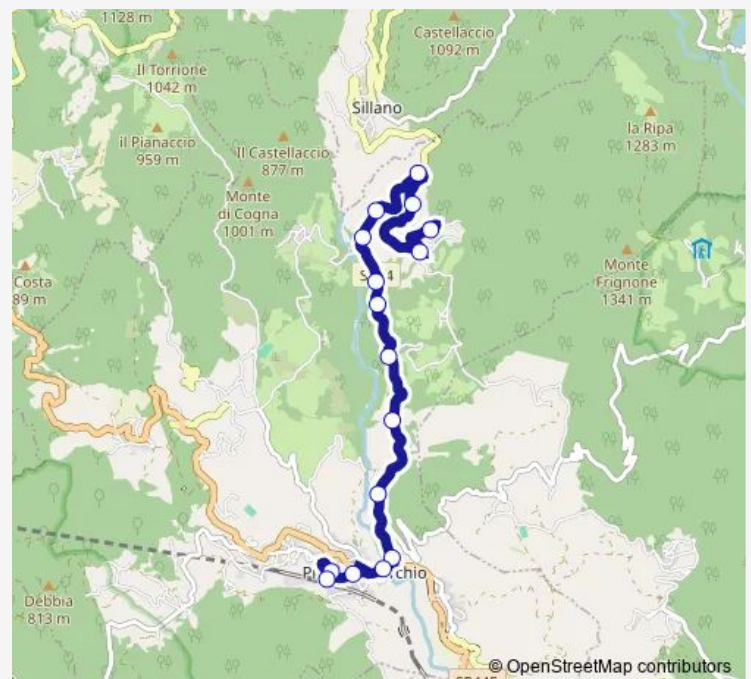 1128 m
Castellaccio
1092 m
Il Torrione
1042 m
Sillano
il Pianaccio
959 m
Il Castellaccio
877 m
la Ripa
1283 m
Monte
di Cogna
1001 m
Costa
89 m
Monte
Frignone
1341 m
Debbia
813 m
© OpenStreetMap contributors